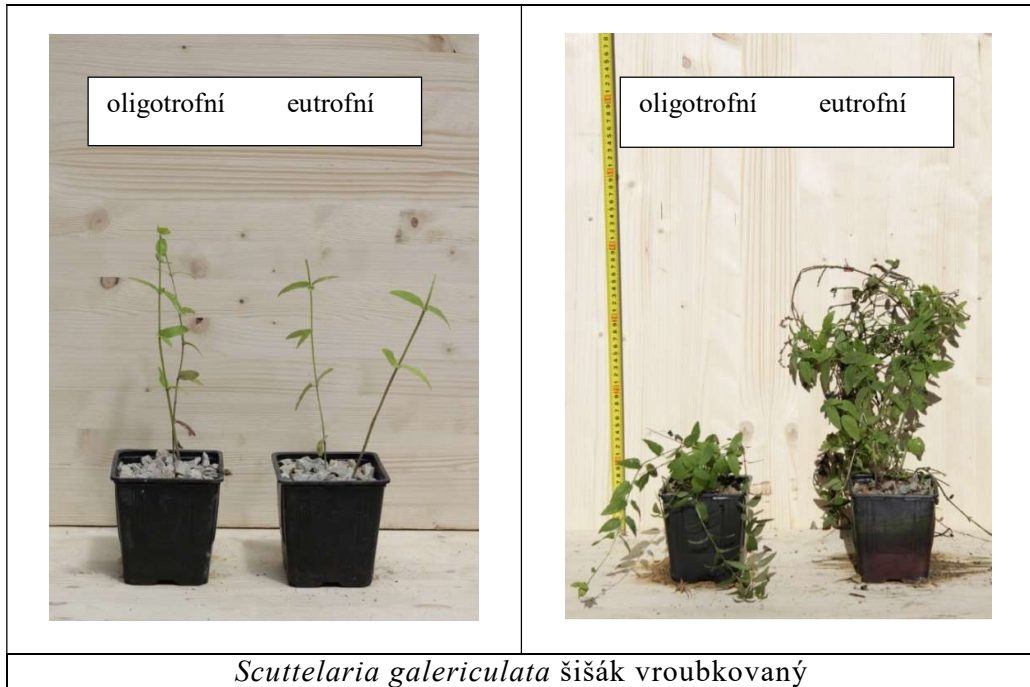 oligotrofní eutrofní
oligotrofní eutrofní
Scuttelaria galericulata šišák vroubkovaný